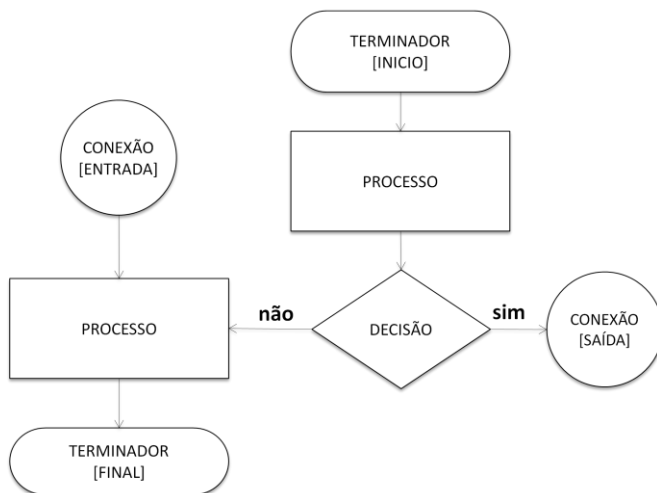 TERMINADOR
[INICIO]
CONEXÃO
[ENTRADA]
PROCESSO
PROCESSO
não
DECISÃO
sim
CONEXÃO
[SAÍDA]
TERMINADOR
[FINAL]